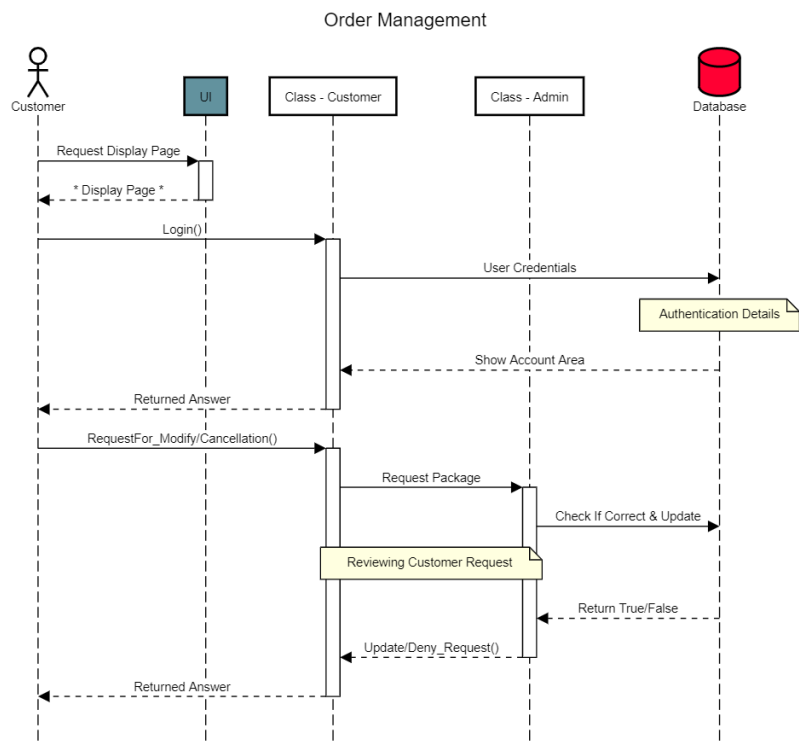 Order Management
Customer
UI
Class - Customer
Class - Admin
Database
Request Display Page
* Display Page *
Login()
User Credentials
Authentication Details
Show Account Area
Returned Answer
RequestFor_Modify/Cancellation()
Request Package
Check If Correct & Update
Reviewing Customer Request
Return True/False
Update/Deny_Request()
Returned Answer